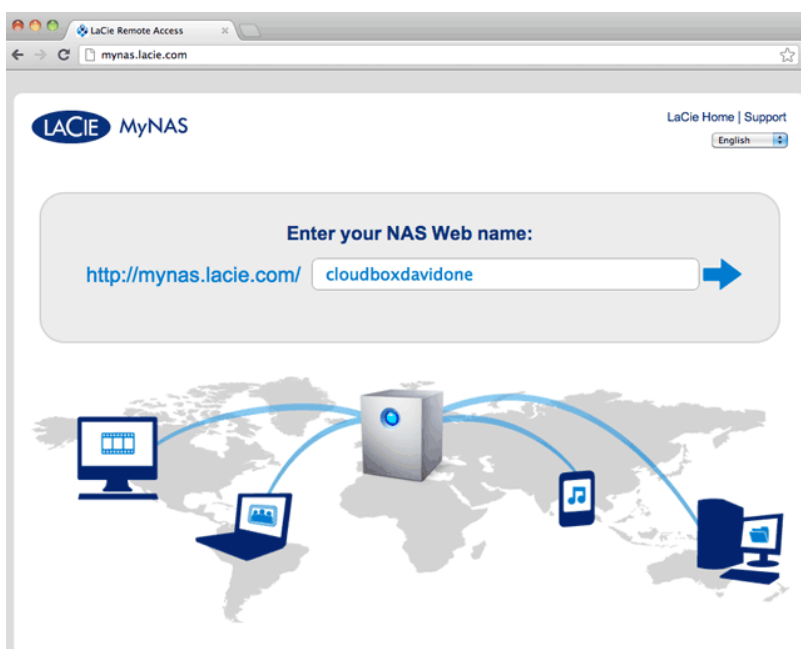 LaCie Remote Access
mynas.lacie.com
LACIE MyNAS
LaCie Home | Support
English
Enter your NAS Web name:
http://mynas.lacie.com/ cloudboxdavidone